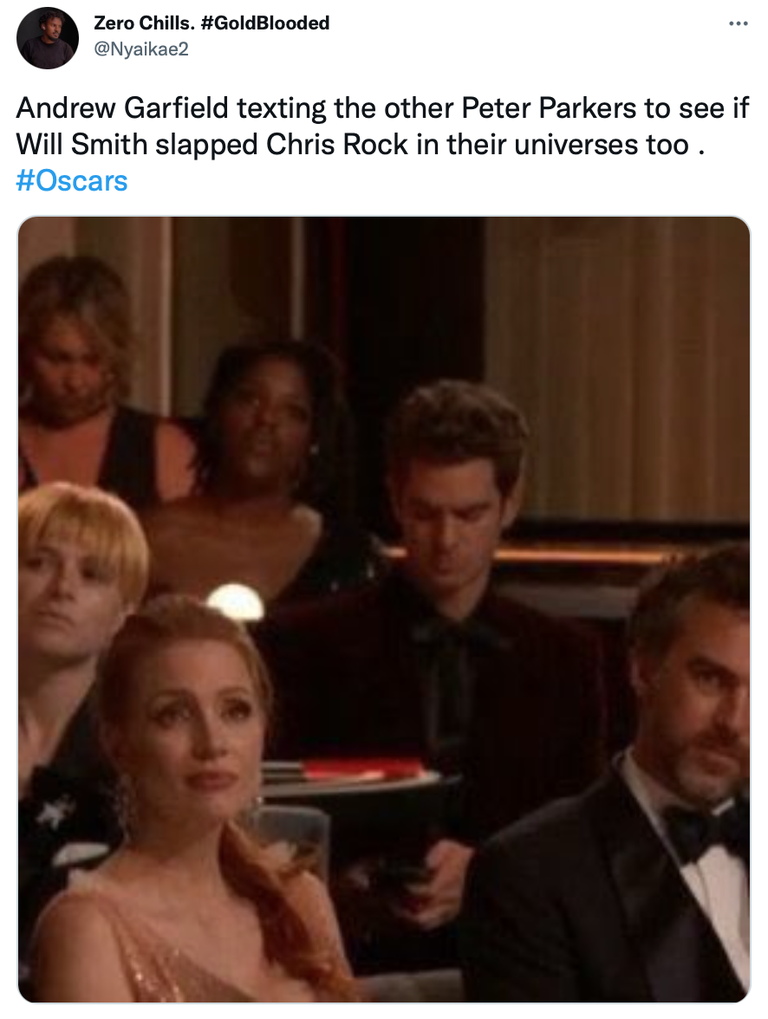 Zero Chills. #GoldBlooded
@Nyaikae2
Andrew Garfield texting the other Peter Parkers to see if
Will Smith slapped Chris Rock in their universes too .
#Oscars